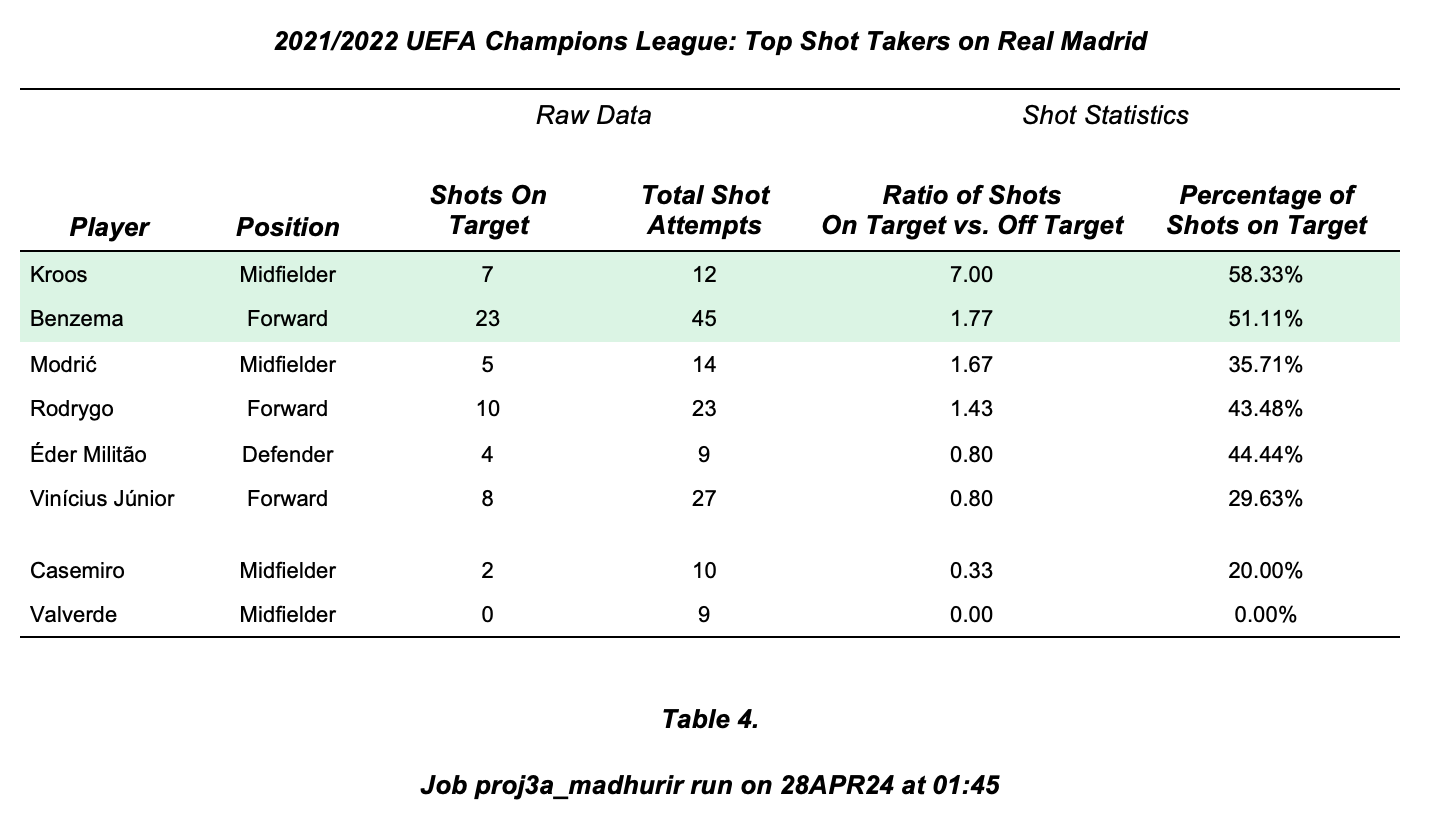 2021/2022 UEFA Champions League: Top Shot Takers on Real Madrid
Raw Data Shot Statistics
Player Position Shots On Target Total Shot Attempts Ratio of Shots On Target vs. Off Target Percentage of Shots on Target
Kroos Midfielder 7 12 7.00 58.33%
Benzema Forward 23 45 1.77 51.11%
Modrić Midfielder 5 14 1.67 35.71%
Rodrygo Forward 10 23 1.43 43.48%
Éder Militão Defender 4 9 0.80 44.44%
Vinícius Júnior Forward 8 27 0.80 29.63%
Casemiro Midfielder 2 10 0.33 20.00%
Valverde Midfielder 0 9 0.00 0.00%
Table 4.
Job proj3a_madhurir run on 28APR24 at 01:45